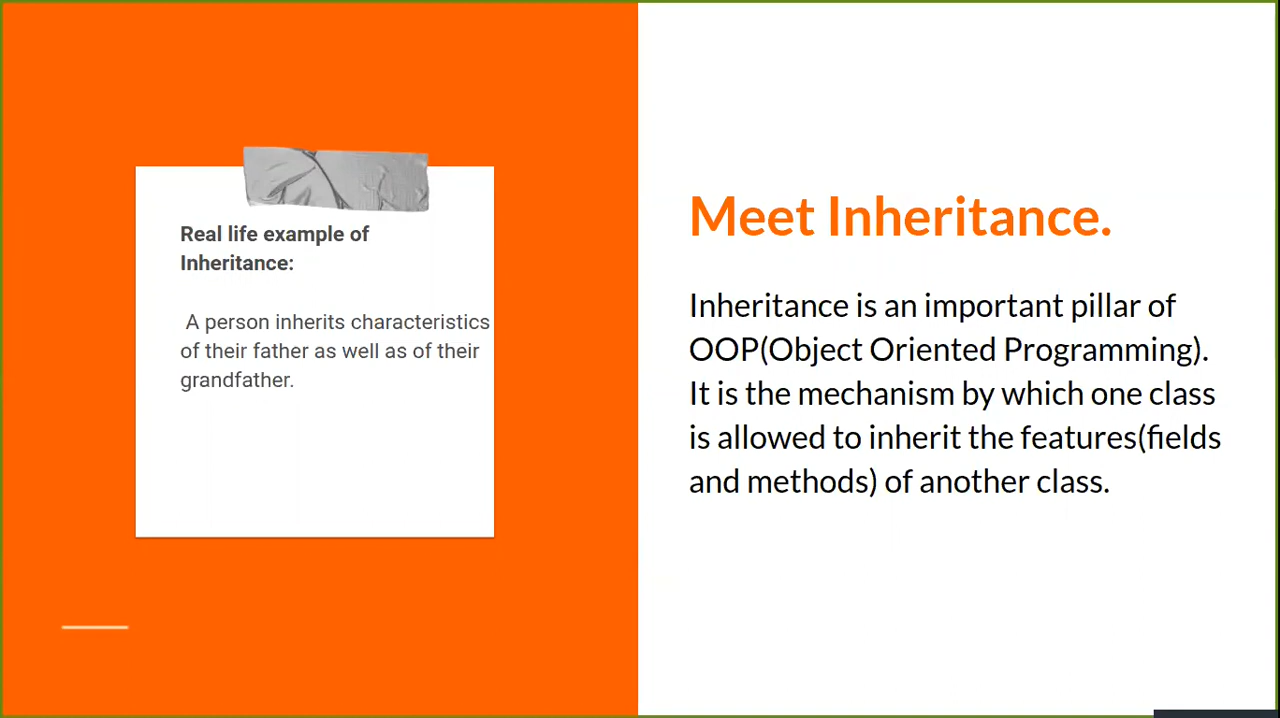 Real life example of
Inheritance:
A person inherits characteristics
of their father as well as of their
grandfather.
Meet Inheritance.
Inheritance is an important pillar of
OOP(Object Oriented Programming).
It is the mechanism by which one class
is allowed to inherit the features(fields
and methods) of another class.